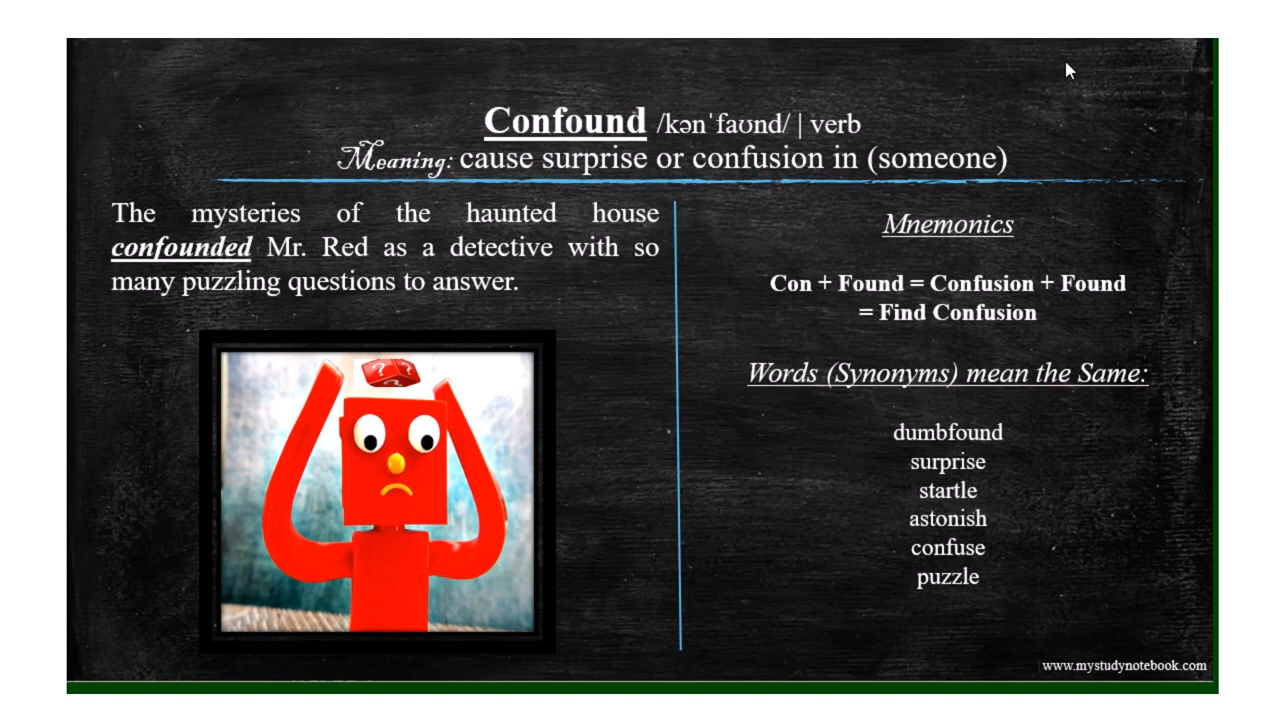 Confound /kən'faʊnd/ | verb
Meaning: cause surprise or confusion in (someone)
The mysteries of the haunted house
confounded Mr. Red as a detective with so
many puzzling questions to answer.
? ? ?
Mnemonics
Con + Found = Confusion + Found
= Find Confusion
Words (Synonyms) mean the Same:
dumbfound
surprise
startle
astonish
confuse
puzzle
www.mystudynotebook.com